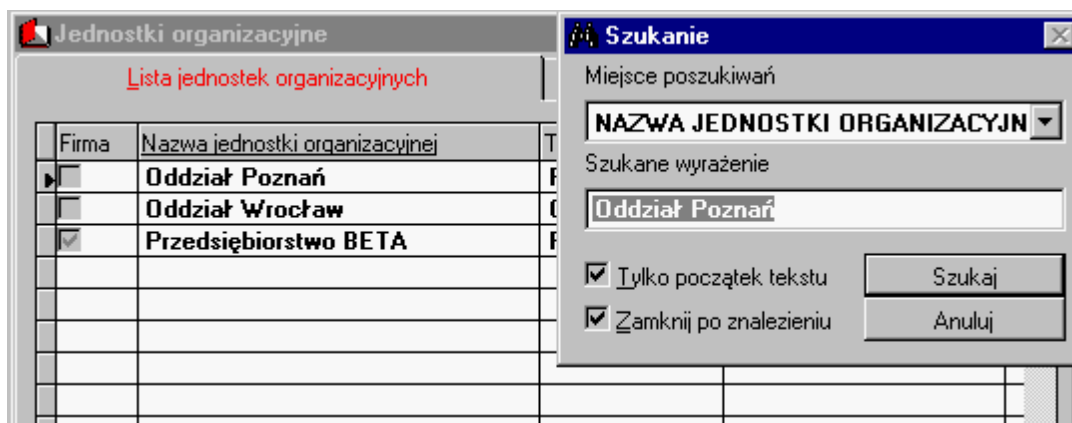 Jednostki organizacyjne
Lista jednostek organizacyjnych
Firma Nazwa jednostki organizacyjnej
Oddział Poznań
Oddział Wrocław
Przedsiębiorstwo BETA
Szukanie
Miejsce poszukiwań
NAZWA JEDNOSTKI ORGANIZACYJN
Szukane wyrażenie
Oddział Poznań
Tylko początek tekstu
Szukaj
Zamknij po znalezieniu
Anuluj